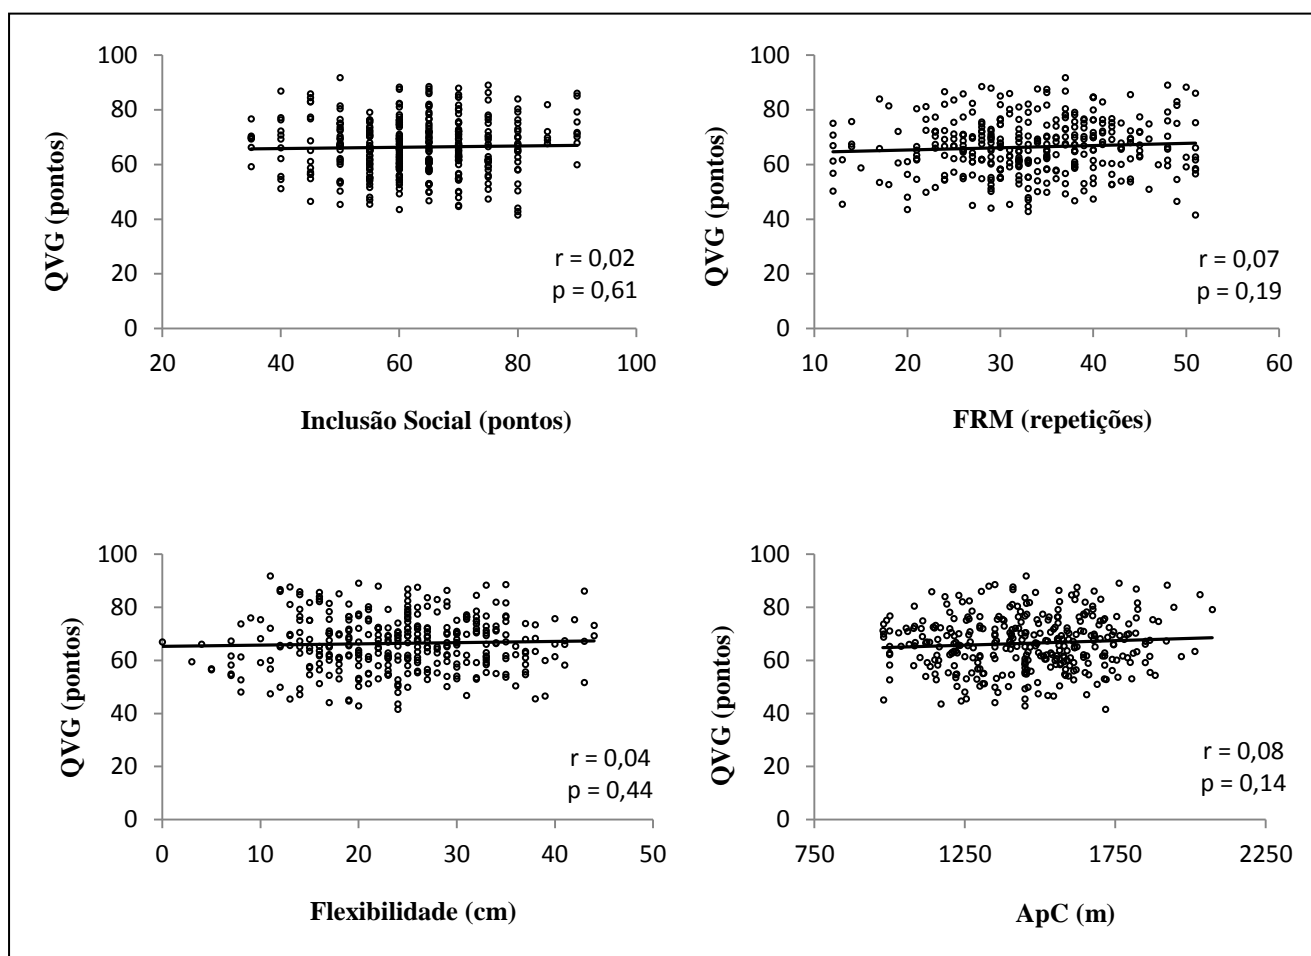 100
80
60
40
20
0
QVG (pontos)
r = 0,02
p = 0,61
20 40 60 80 100
Inclusão Social (pontos)
100
80
60
40
20
0
QVG (pontos)
r = 0,07
p = 0,19
10 20 30 40 50 60
FRM (repetições)
100
80
60
40
20
0
QVG (pontos)
r = 0,04
p = 0,44
0 10 20 30 40 50
Flexibilidade (cm)
100
80
60
40
20
0
QVG (pontos)
r = 0,08
p = 0,14
750 1250 1750 2250
ApC (m)